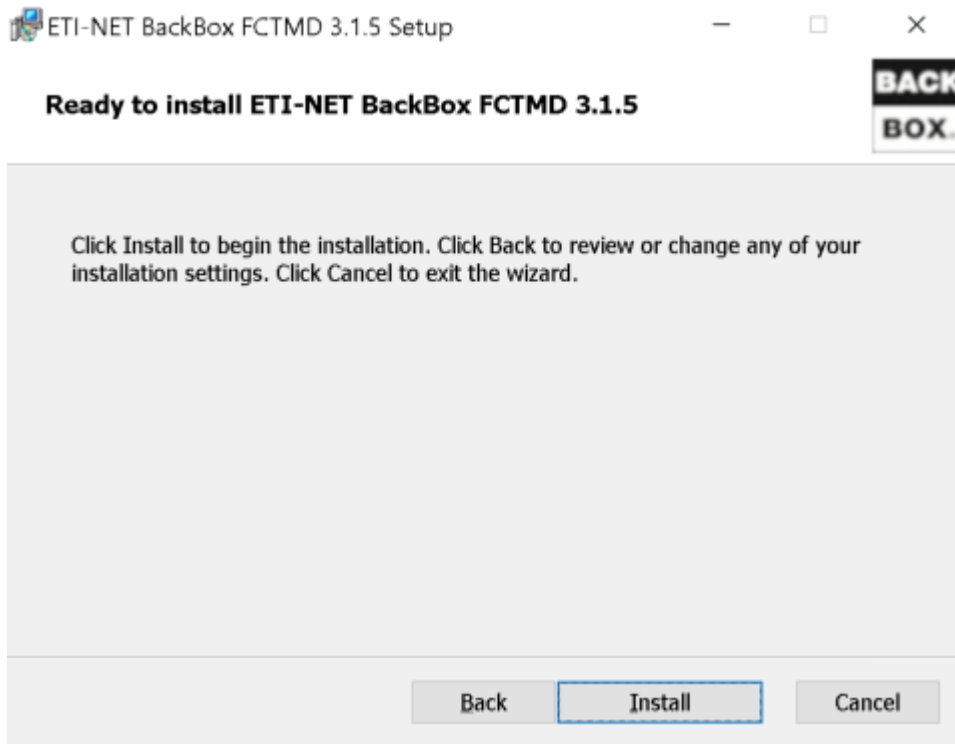 ETI-NET BackBox FCTMD 3.1.5 Setup
Ready to install ETI-NET BackBox FCTMD 3.1.5
BACK
BOX.
Click Install to begin the installation. Click Back to review or change any of your
installation settings. Click Cancel to exit the wizard.
Back
Install
Cancel